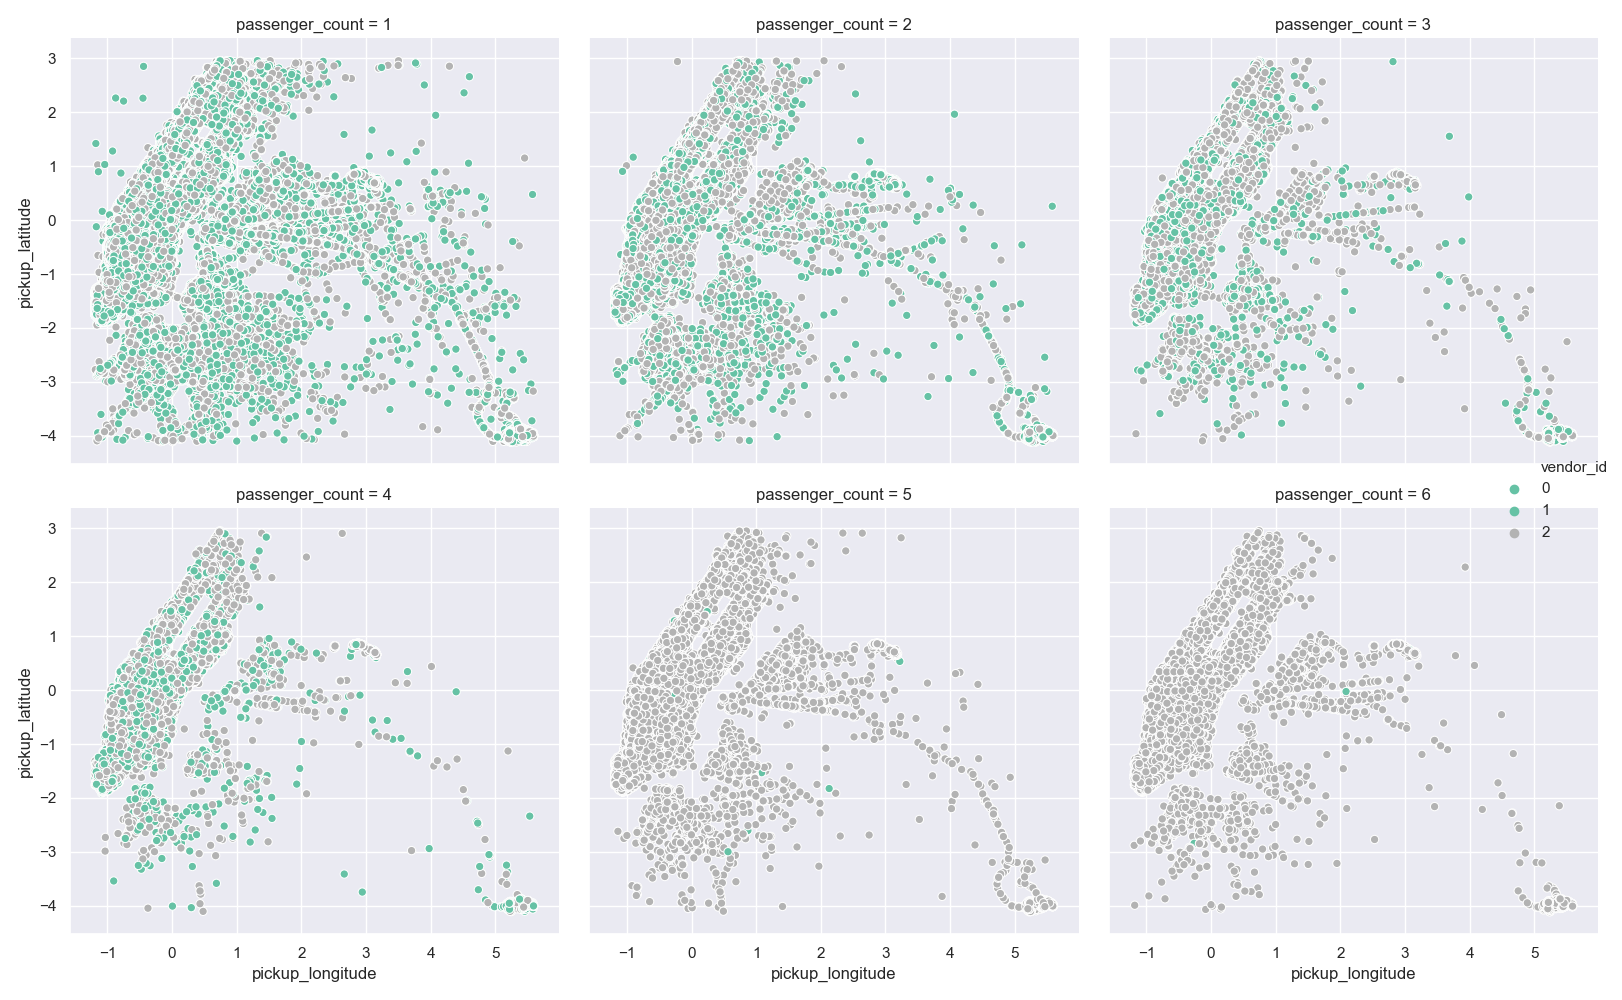 passenger_count = 1
passenger_count = 2
passenger_count = 3
3
2
1
0
−1
−2
−3
−4
pickup_latitude
vendor_id
0
1
2
passenger_count = 4
passenger_count = 5
passenger_count = 6
3
2
1
0
−1
−2
−3
−4
pickup_latitude
−1 0 1 2 3 4 5
−1 0 1 2 3 4 5
−1 0 1 2 3 4 5
pickup_longitude
pickup_longitude
pickup_longitude